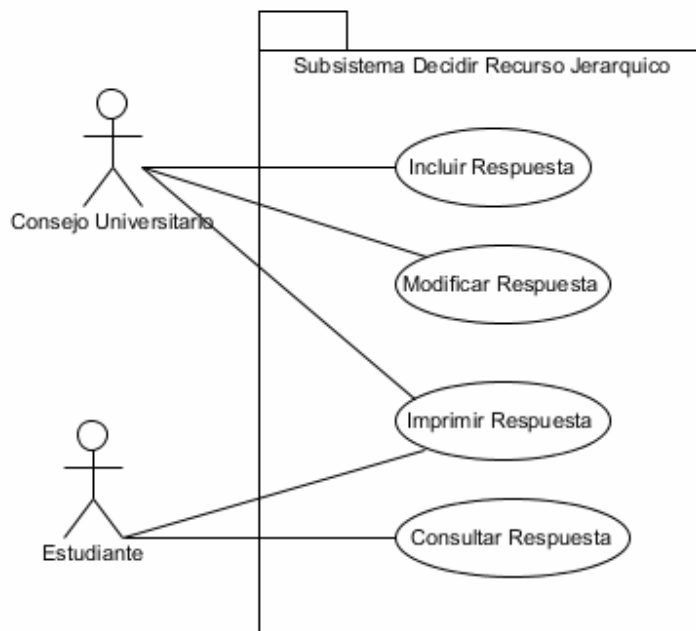 Subsistema Decidir Recurso Jerarquico
Incluir Respuesta
Consejo Universitario
Modificar Respuesta
Imprimir Respuesta
Consultar Respuesta
Estudiante